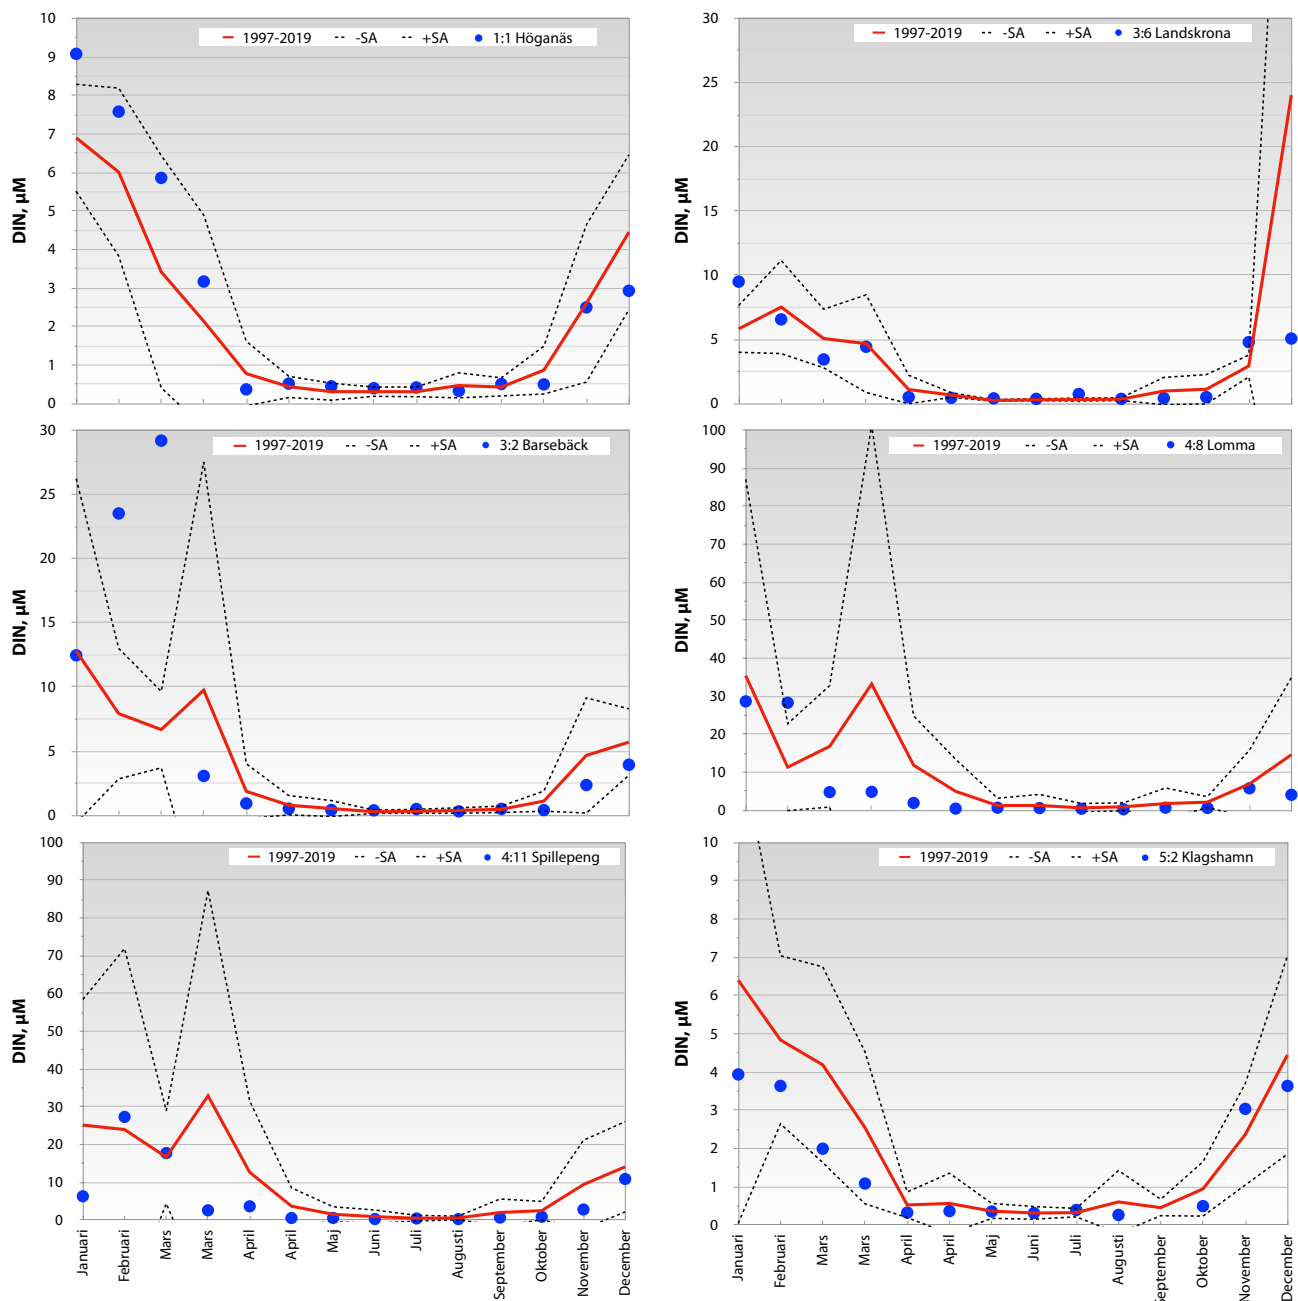 1997-2019 -SA +SA 1:1 Höganäs
DIN, µM
10
9
8
7
6
5
4
3
2
1
0
1997-2019 -SA +SA 3:6 Landskrona
DIN, µM
30
25
20
15
10
5
0
1997-2019 -SA +SA 3:2 Barsebäck
DIN, µM
30
25
20
15
10
5
0
1997-2019 -SA +SA 4:8 Lomma
DIN, µM
100
90
80
70
60
50
40
30
20
10
0
1997-2019 -SA +SA 4:11 Spillepeng
DIN, µM
100
90
80
70
60
50
40
30
20
10
0
Januari
Februari
Mars
Mars
April
April
Maj
Juni
Juli
Augusti
September
Oktober
November
December
1997-2019 -SA +SA 5:2 Klagshamn
DIN, µM
10
9
8
7
6
5
4
3
2
1
0
Januari
Februari
Mars
Mars
April
April
Maj
Juni
Juli
Augusti
September
Oktober
November
December